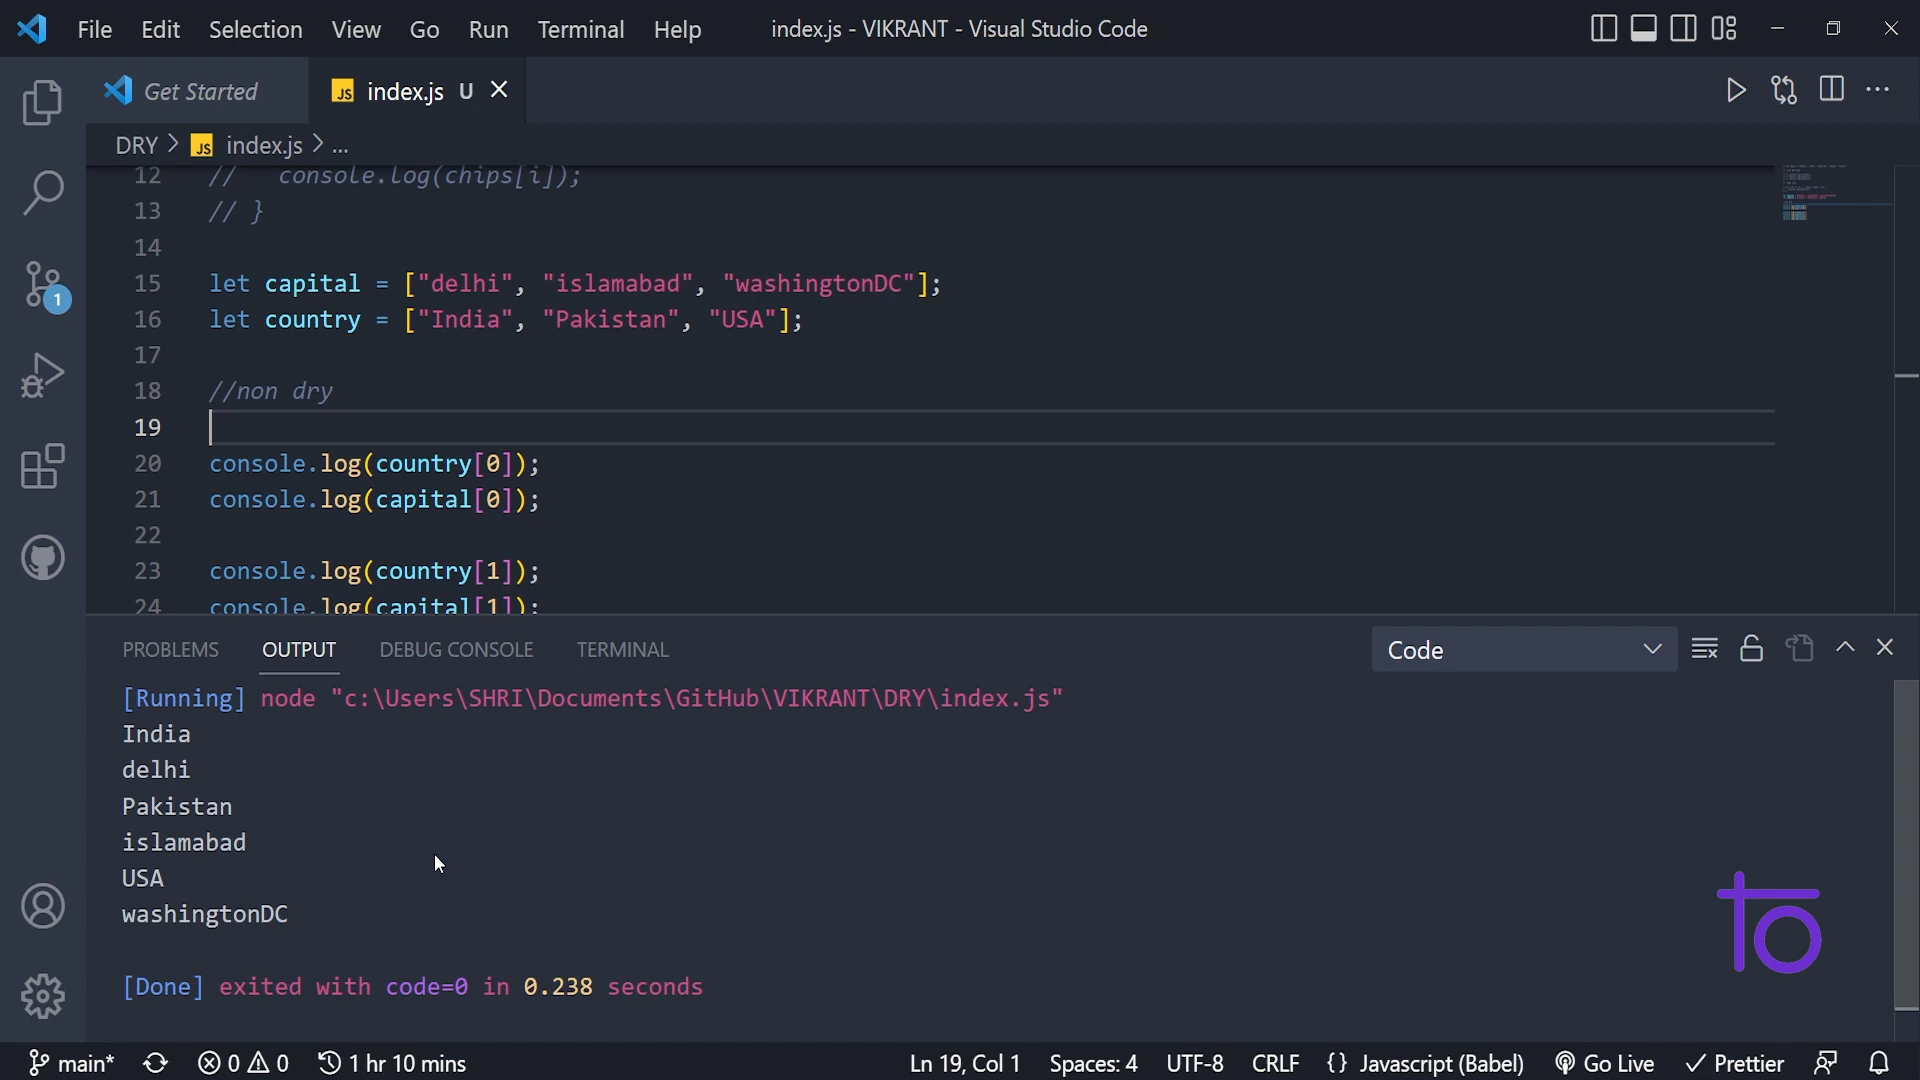 File Edit Selection View Go Run Terminal Help index.js - VIKRANT - Visual Studio Code
Get Started JS index.js U
DRY > JS index.js > ...
12 // console.log(chips[i]);
13 // }
14
15 let capital = ["delhi", "islamabad", "washingtonDC"];
16 let country = ["India", "Pakistan", "USA"];
17
18 //non dry
19
20 console.log(country[0]);
21 console.log(capital[0]);
22
23 console.log(country[1]);
24 console.log(capital[1]);
1
PROBLEMS OUTPUT DEBUG CONSOLE TERMINAL Code
[Running] node "c:\Users\SHRI\Documents\GitHub\VIKRANT\DRY\index.js"
India
delhi
Pakistan
islamabad
USA
washingtonDC
[Done] exited with code=0 in 0.238 seconds
to
main* 0 0 1 hr 10 mins Ln 19, Col 1 Spaces: 4 UTF-8 CRLF {} Javascript (Babel) Go Live Prettier